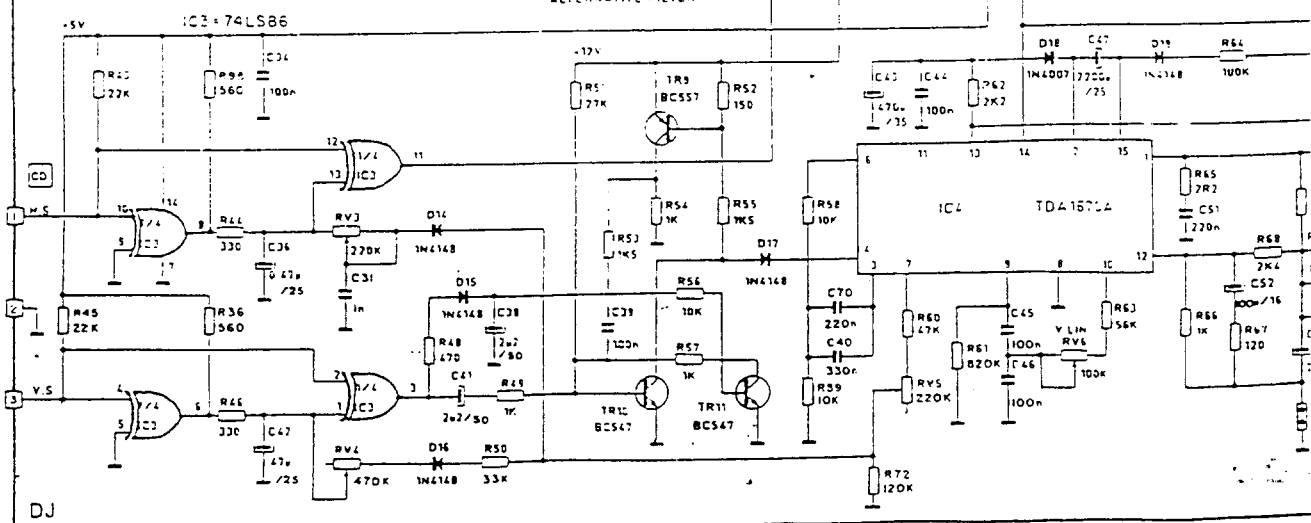 +5V
IC3=74LS86
R43
22K
R98
560
C34
100n
+12V
R51
27K
TR9
BC557
R52
150
C43
470u
/35
C44
100n
R62
2K2
D18
1N4007
C47
2200u
/25
D19
1N4148
R64
100K
CD
1
H.S
10
9
1/4
IC3
14
7
8
R44
330
C36
0.47u
/25
12
13
1/4
IC3
11
RV3
220K
C31
1n
D14
1N4148
R54
1K
R55
1K5
R53
1K5
D17
1N4148
R58
10K
6
11
13
14
2
15
1
IC4
TDA1670A
4
3
7
9
8
10
12
R65
2R2
C51
220n
R68
2K4
C52
/16
R66
1K
R67
120
2
R45
22K
R36
560
D15
1N4148
C38
2u2
/50
R48
470
R56
10K
C39
100n
R57
1K
C70
220n
C40
330n
R59
10K
R60
47K
RV5
220K
R61
820K
C45
100n
C46
100n
V LIN
RV6
100K
R63
56K
3
V.S
4
5
1/4
IC3
6
R46
330
C42
47u
/25
2
1
1/4
IC3
3
C41
2u2/50
R49
1K
TR10
BC547
TR11
BC547
RV4
470K
D16
1N4148
R50
33K
R72
120K
DJ